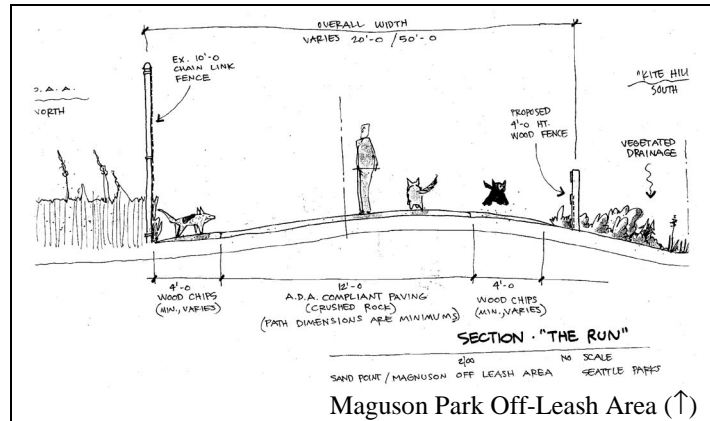 OVERALL WIDTH
VARIES 20'-0 / 50'-0
EX. 10'-0
CHAIN LINK
FENCE
D.A.A.
NORTH
"KITE HILL
SOUTH
PROPOSED
4'-0 HT.
WOOD FENCE
VEGETATED
DRAINAGE
4'-0
WOOD CHIPS
(MIN., VARIES)
12'-0
A.D.A. COMPLIANT PAVING
(CRUSHED ROCK)
(PATH DIMENSIONS ARE MINIMUMS)
4'-0
WOOD CHIPS
(MIN., VARIES)
SECTION · "THE RUN"
2/00 NO SCALE
SAND POINT / MAGNUSON OFF LEASH AREA SEATTLE PARKS
Maguson Park Off-Leash Area (↑)